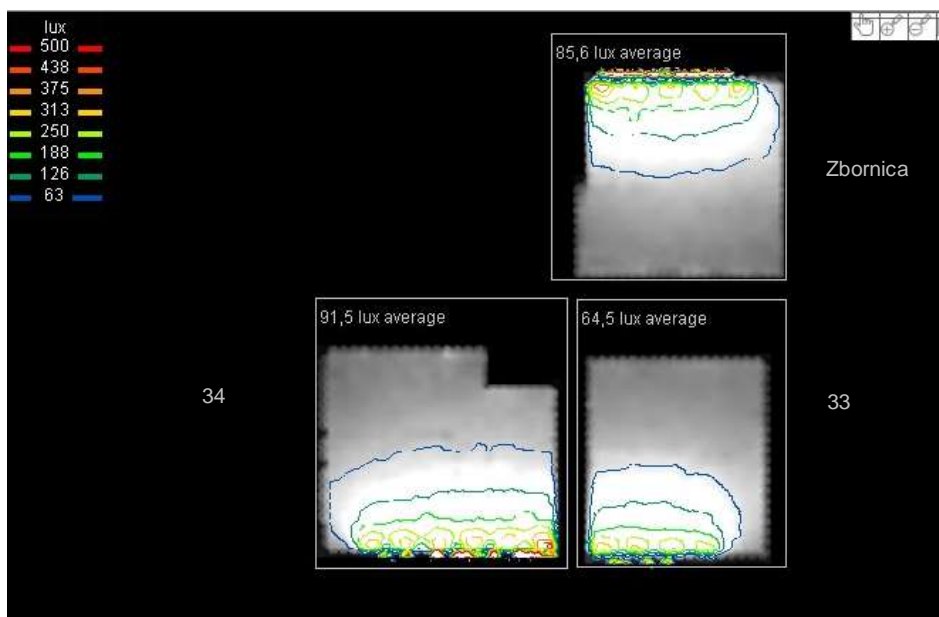 lux
500
438
375
313
250
188
126
63
85,6 lux average
Zbornica
91,5 lux average
64,5 lux average
34
33